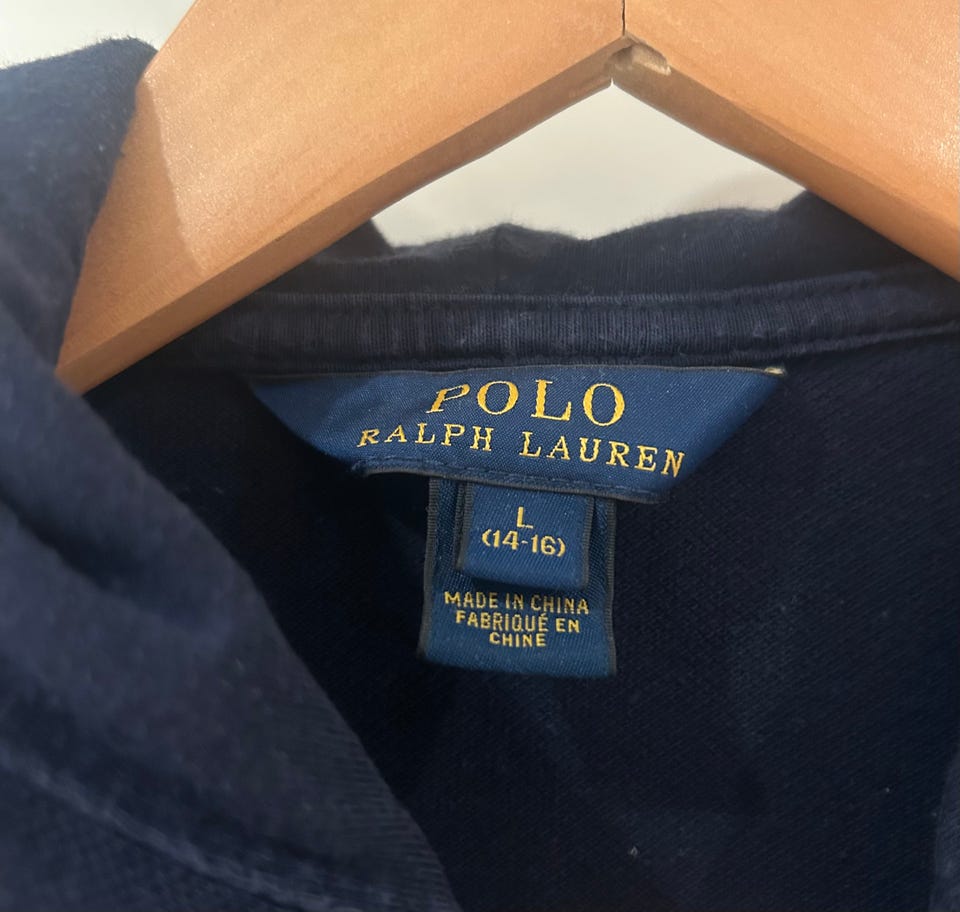 POLO
RALPH LAUREN
L
(14-16)
MADE IN CHINA
FABRIQUÉ EN
CHINE